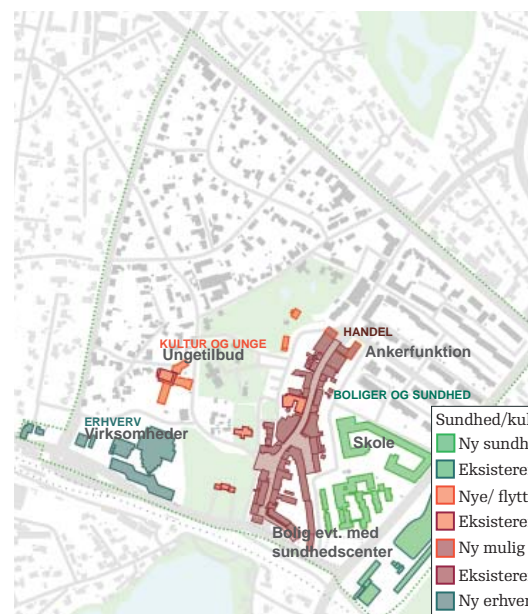 HANDEL
KULTUR OG UNGE
Ungetilbud
Ankerfunktion
BOLIGER OG SUNDHED
ERHVERV
Virksomheder
Skole
Bolig evt. med
sundhedscenter
Sundhed/kul
Ny sundh
Eksistere
Nye/ flytt
Eksistere
Ny mulig
Eksistere
Ny erhver